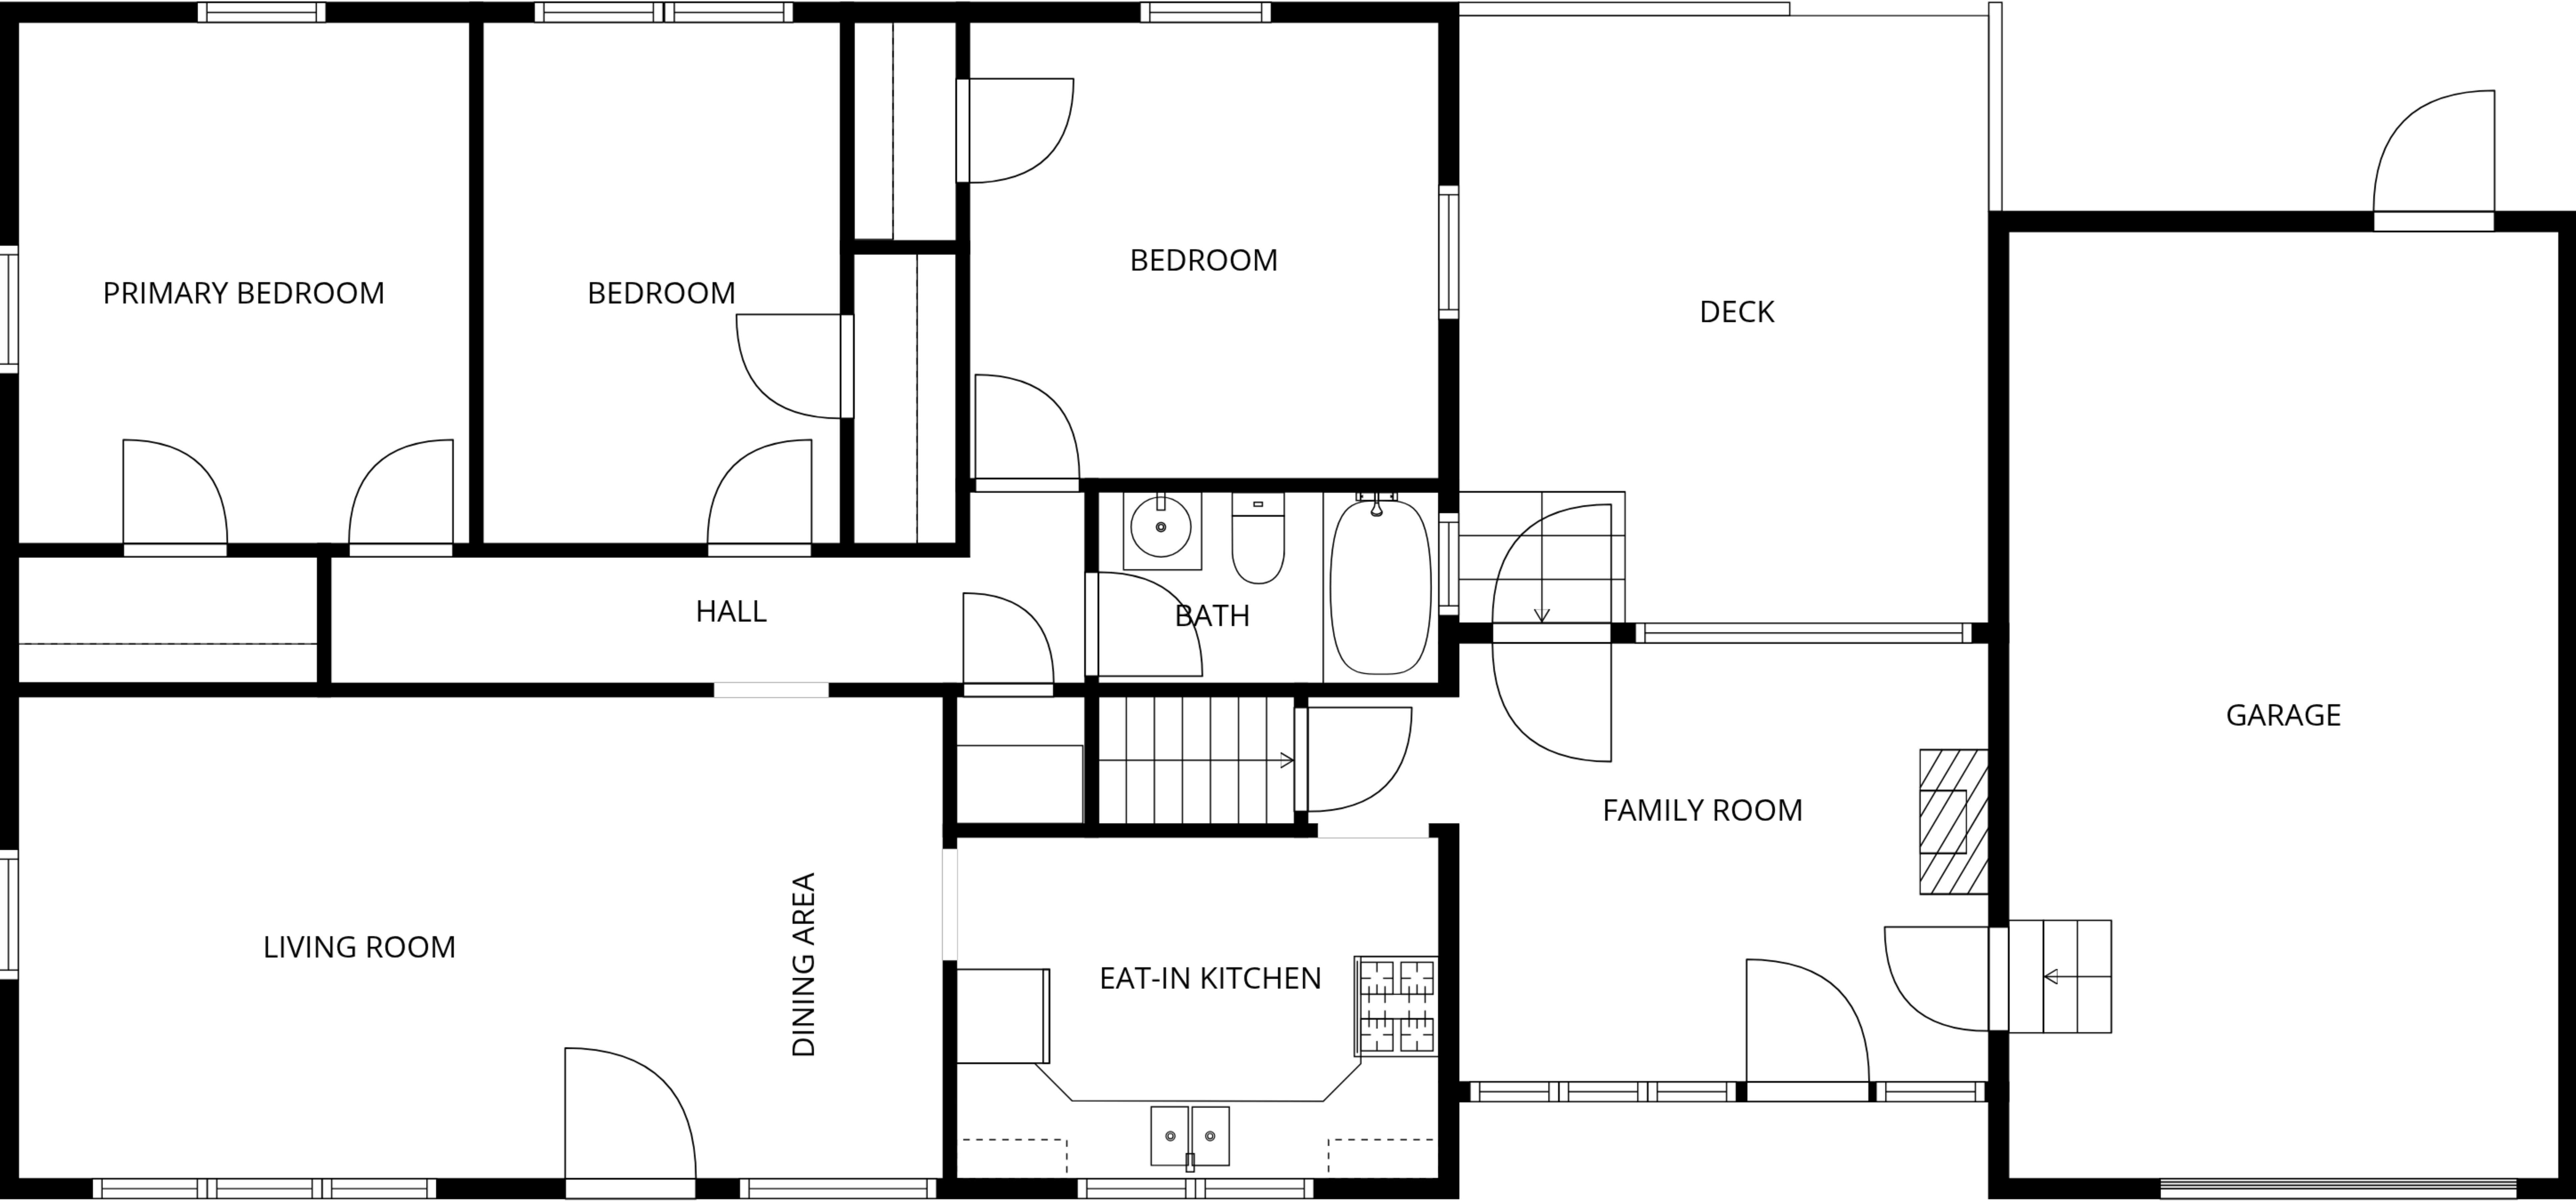 PRIMARY BEDROOM
BEDROOM
BEDROOM
DECK
HALL
BATH
GARAGE
FAMILY ROOM
LIVING ROOM
DINING AREA
EAT-IN KITCHEN